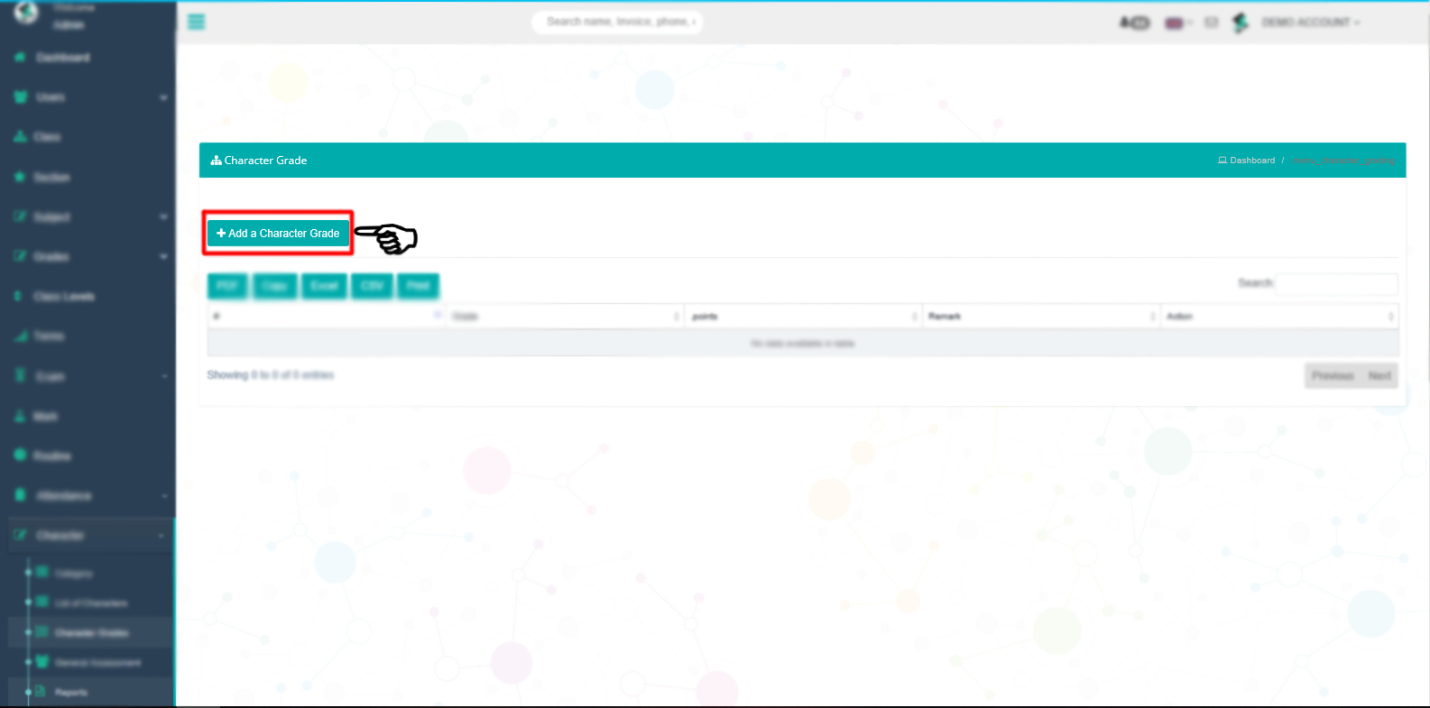 Welcome
Admin
Search name, Invoice, phone,
DEMO ACCOUNT
Dashboard
Users
Class
Section
Subject
Grades
Class Levels
Terms
Exam
Mark
Routine
Attendance
Character
Category
List of Characters
Character Grades
General Assessment
Reports
Character Grade
Dashboard /
+ Add a Character Grade
PDF Copy Excel CSV Print
Search:
# Grade points Remark Action
No data available in table
Showing 0 to 0 of 0 entries
Previous Next